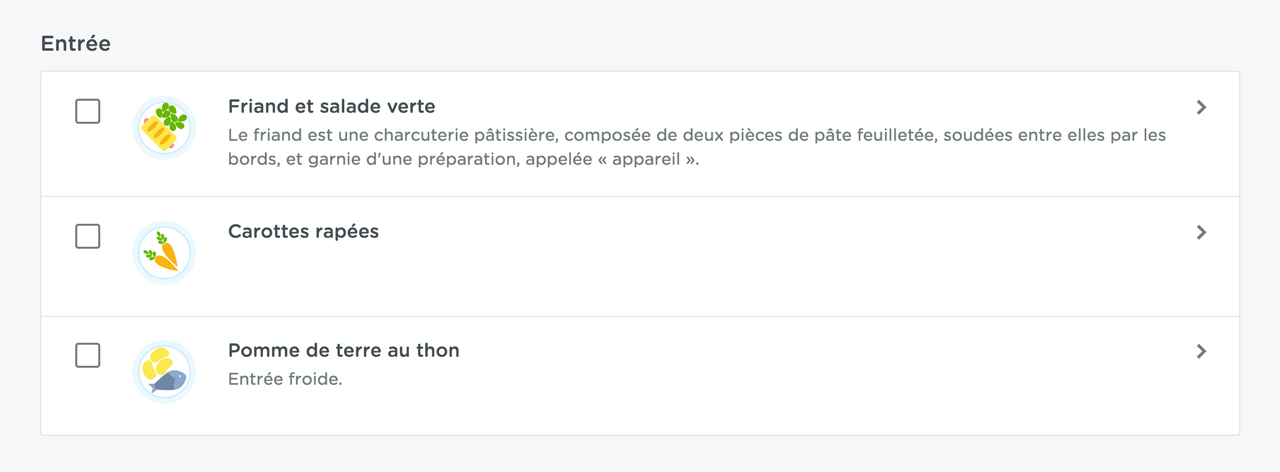 Entrée
Friand et salade verte
Le friand est une charcuterie pâtissière, composée de deux pièces de pâte feuilletée, soudées entre elles par les
bords, et garnie d'une préparation, appelée « appareil ».
Carottes rapées
Pomme de terre au thon
Entrée froide.